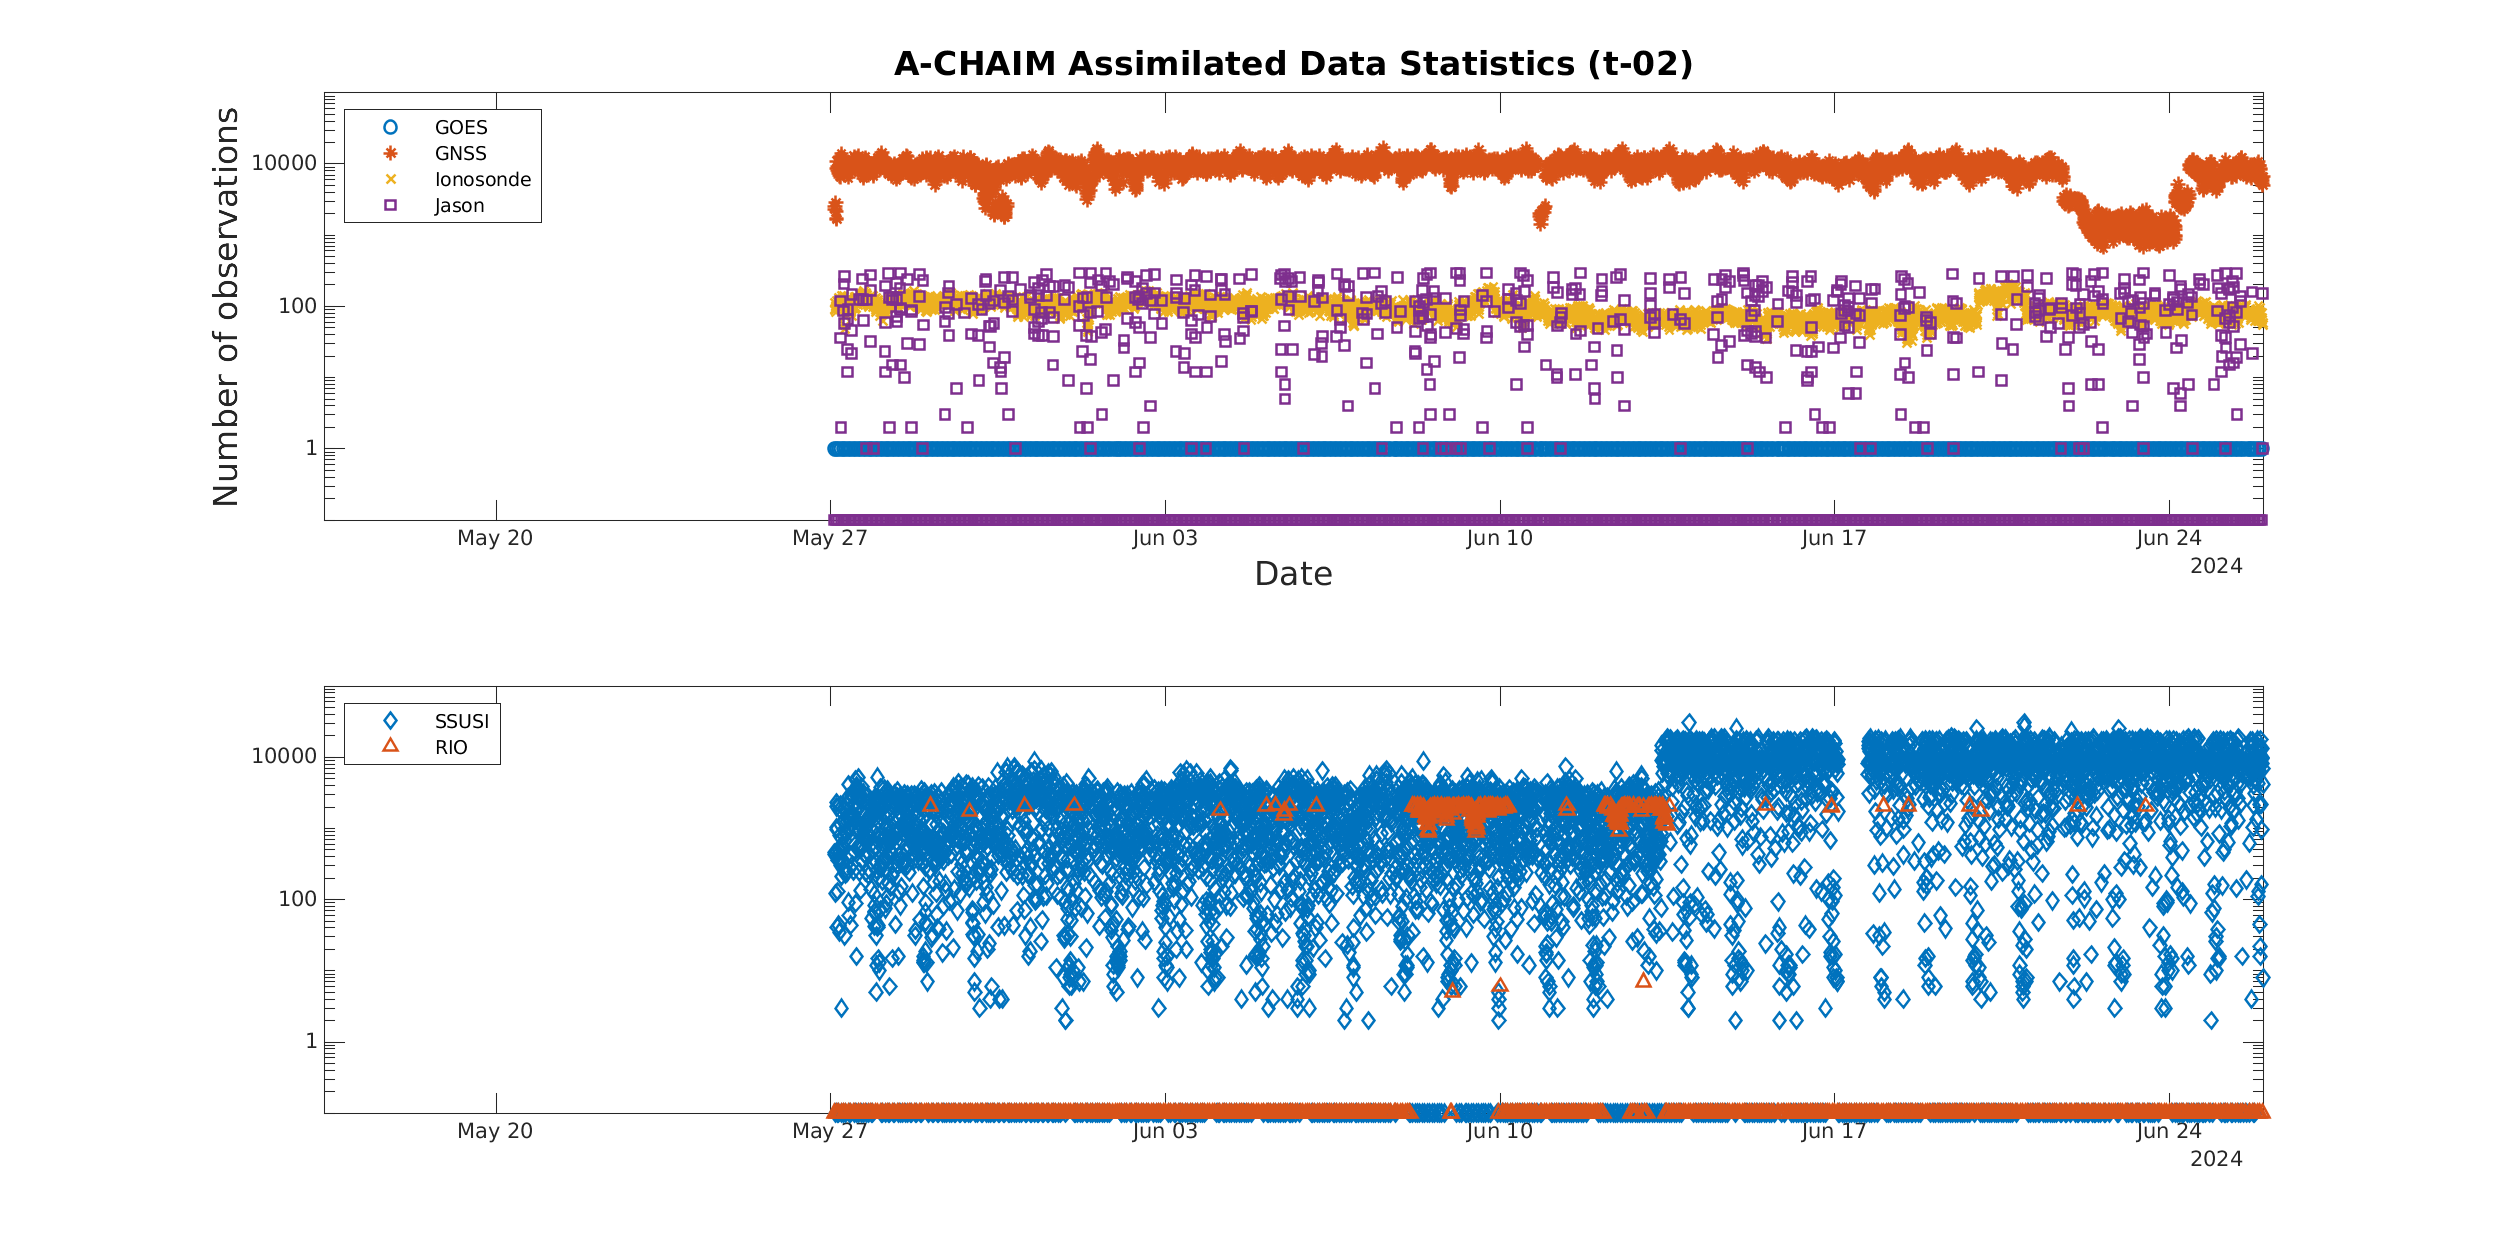 A-CHAIM Assimilated Data Statistics (t-02)
Number of observations
10000
100
1
GOES
GNSS
Ionosonde
Jason
May 20
May 27
Jun 03
Jun 10
Jun 17
Jun 24
2024
Date
10000
100
1
SSUSI
RIO
May 20
May 27
Jun 03
Jun 10
Jun 17
Jun 24
2024